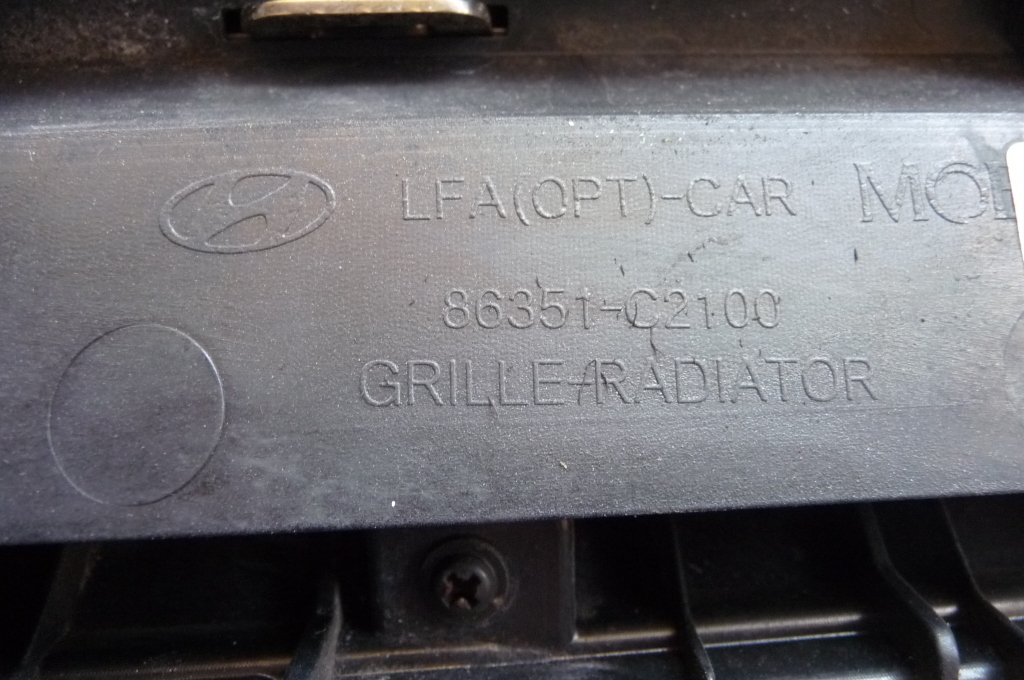 LFA(OPT)-CAR
86351-C2100
GRILLE-RADIATOR